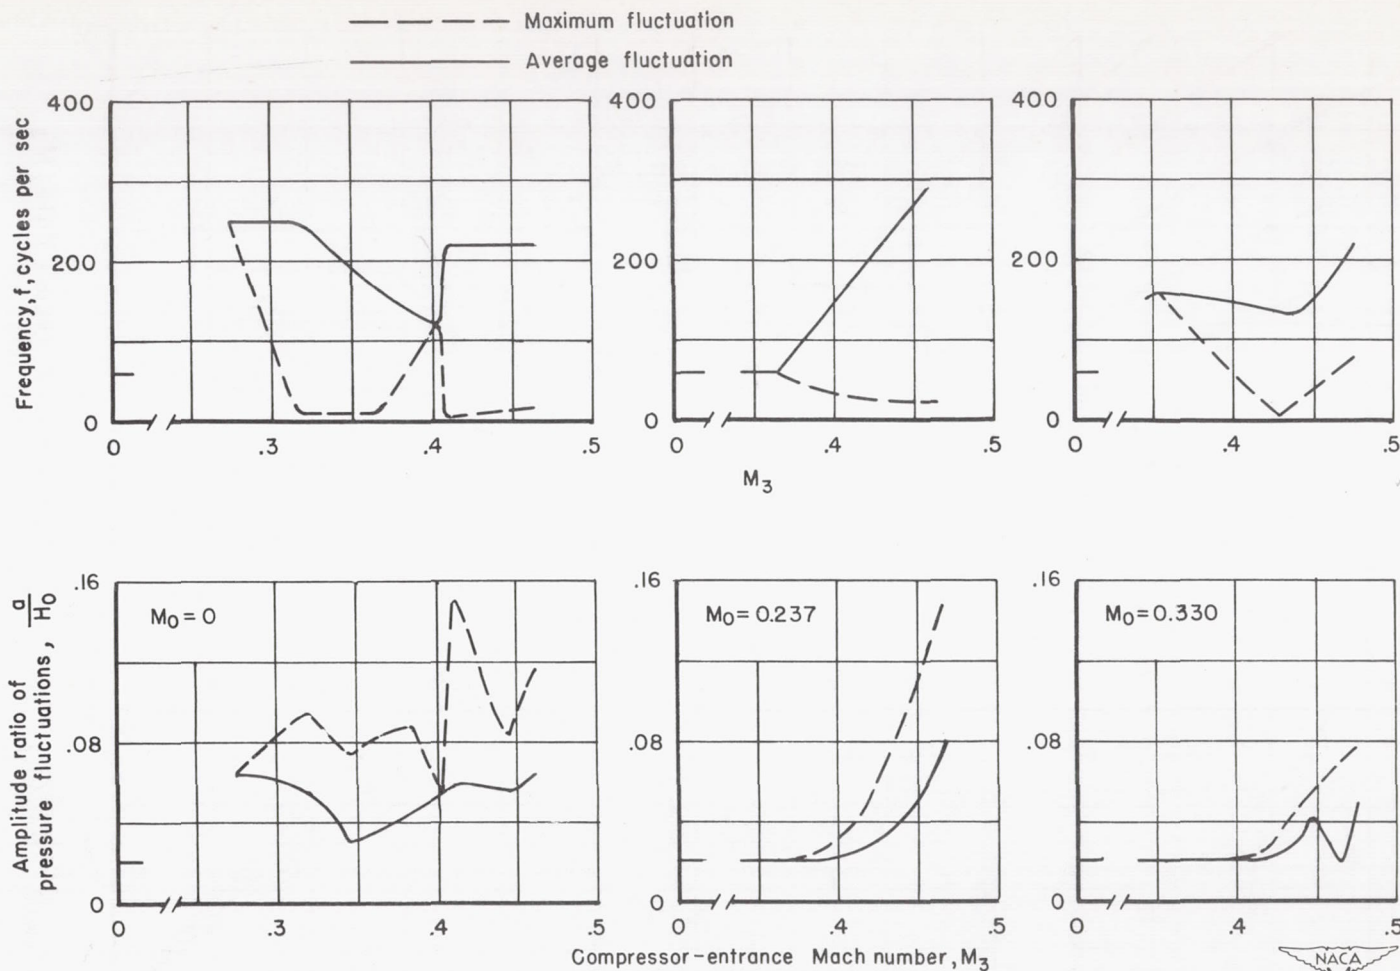 Maximum fluctuation
Average fluctuation
Frequency, f, cycles per sec
400
200
0
0 .3 .4 .5
400
200
0
0 .4 .5
400
200
0
0 .4 .5
M3
Amplitude ratio of
pressure fluctuations, a/H0
.16
.08
0
M0 = 0
0 .3 .4 .5
.16
.08
0
M0 = 0.237
0 .4 .5
.16
.08
0
M0 = 0.330
0 .4 .5
Compressor-entrance Mach number, M3
NACA